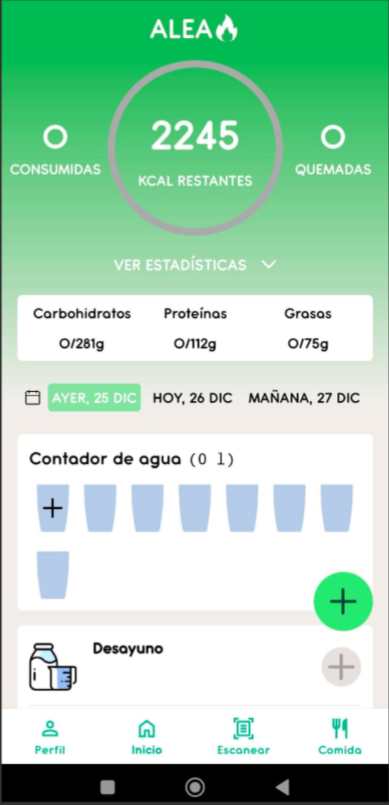 ALEA
2245
KCAL RESTANTES
0
CONSUMIDAS
0
QUEMADAS
VER ESTADÍSTICAS
Carbohidratos Proteínas Grasas
0/281g 0/112g 0/75g
AYER, 25 DIC HOY, 26 DIC MAÑANA, 27 DIC
Contador de agua (0 l)
+
+
Desayuno
+
Perfil Inicio Escanear Comida